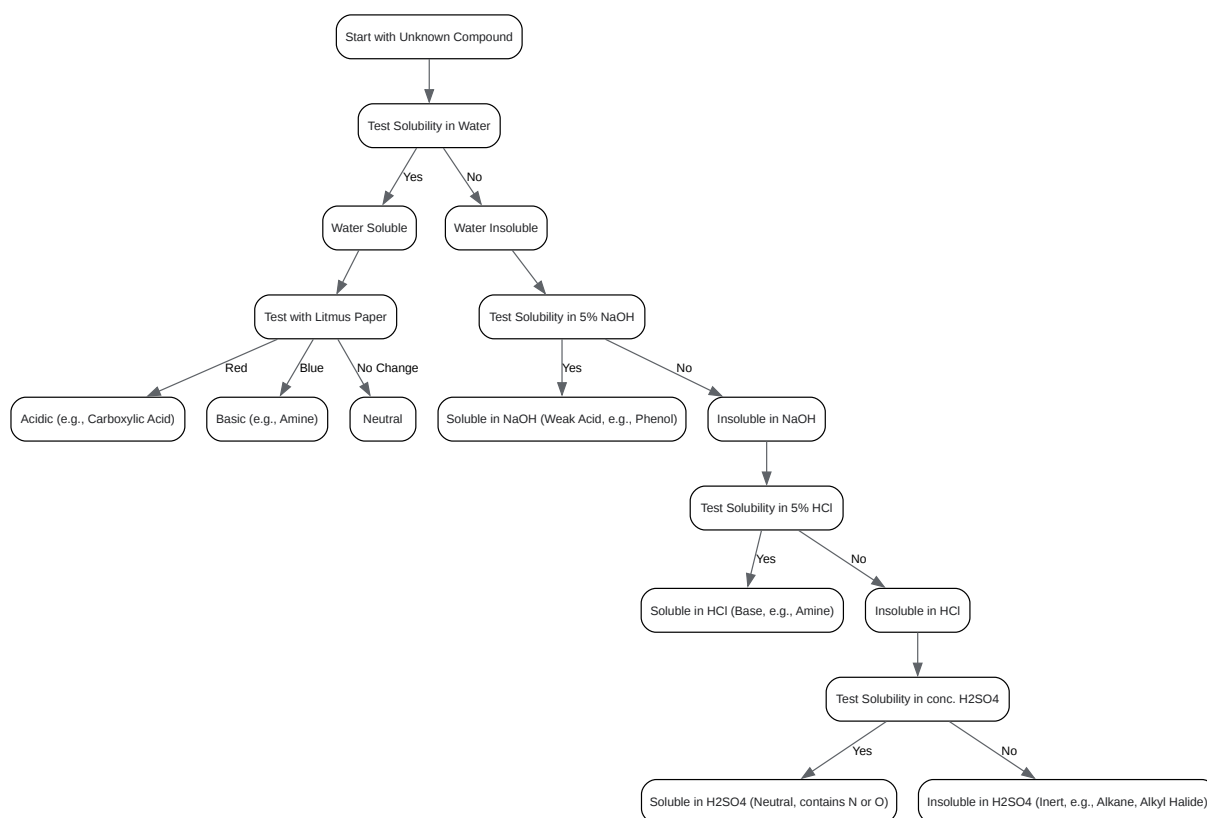 Start with Unknown Compound
Test Solubility in Water
Yes
No
Water Soluble
Water Insoluble
Test with Litmus Paper
Test Solubility in 5% NaOH
Red
Blue
No Change
Yes
No
Acidic (e.g., Carboxylic Acid)
Basic (e.g., Amine)
Neutral
Soluble in NaOH (Weak Acid, e.g., Phenol)
Insoluble in NaOH
Test Solubility in 5% HCl
Yes
No
Soluble in HCl (Base, e.g., Amine)
Insoluble in HCl
Test Solubility in conc. H2SO4
Yes
No
Soluble in H2SO4 (Neutral, contains N or O)
Insoluble in H2SO4 (Inert, e.g., Alkane, Alkyl Halide)